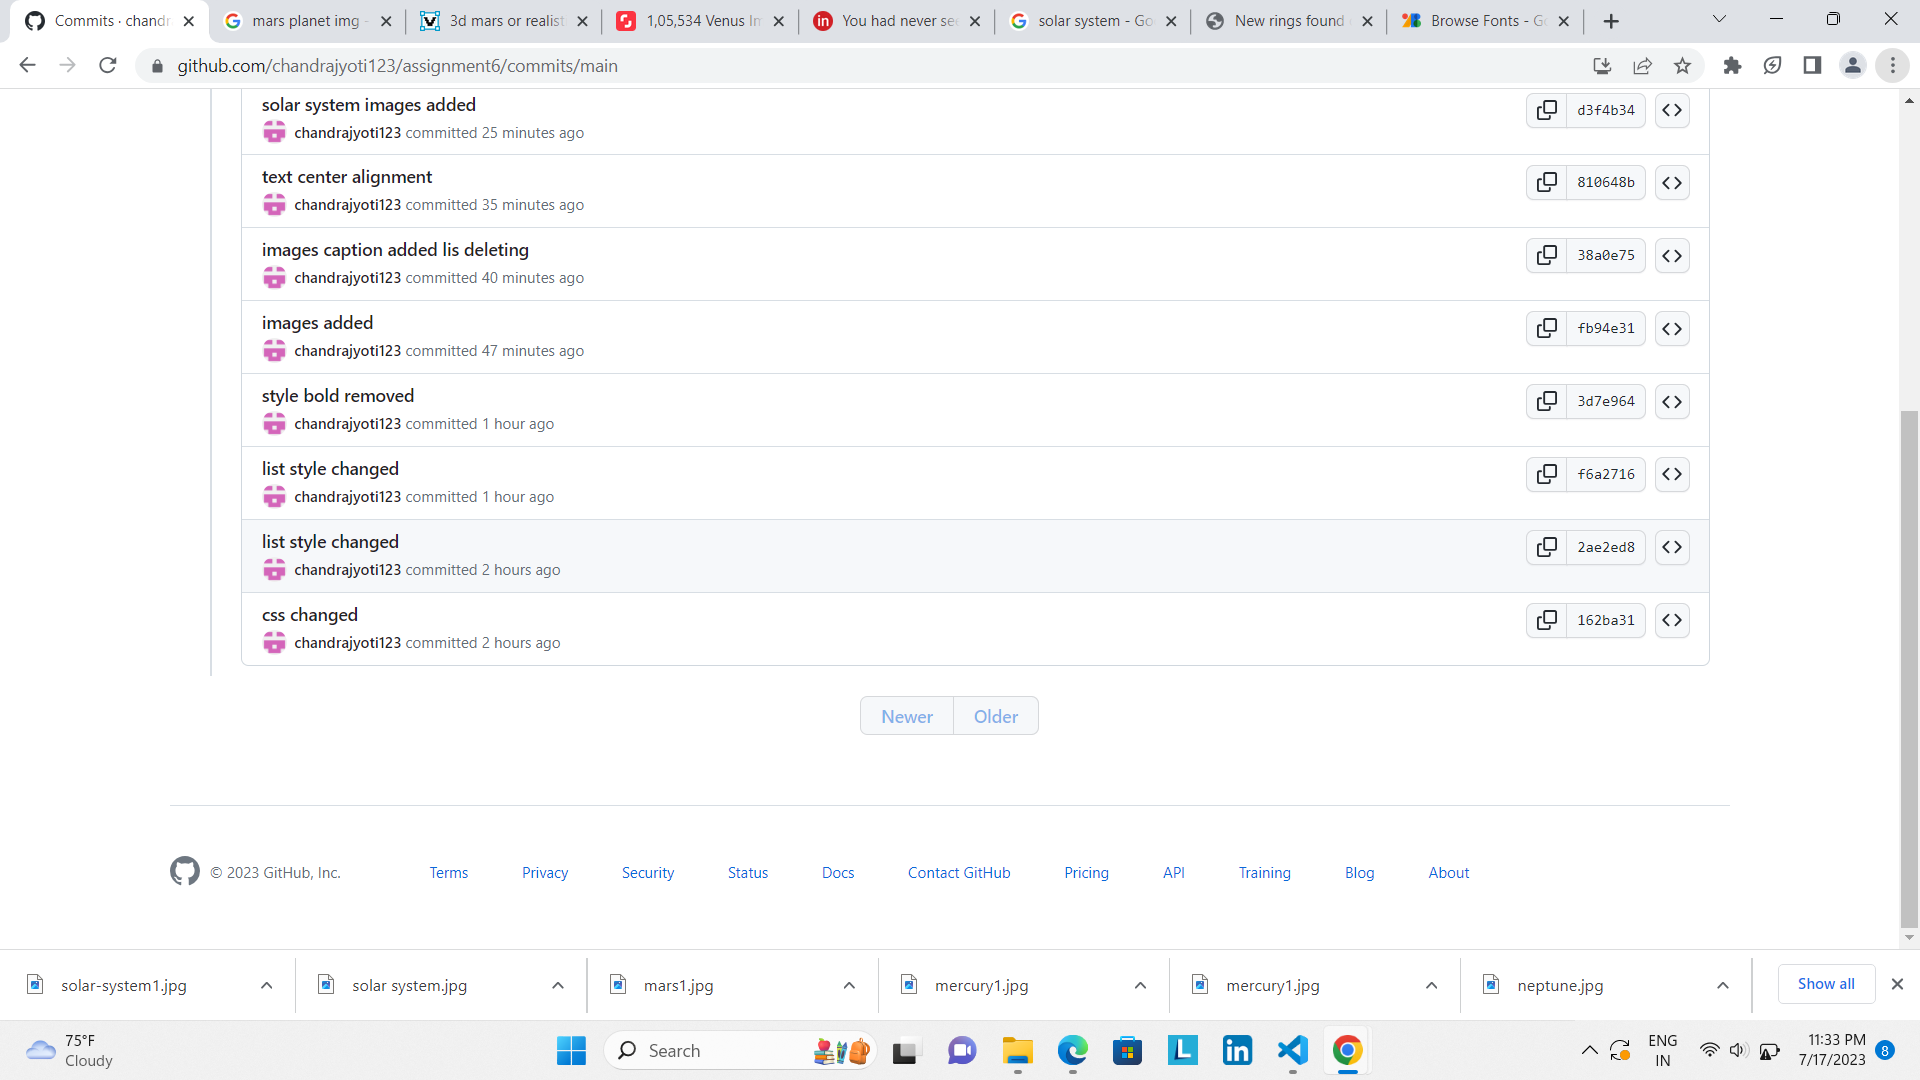 Commits · chandr
mars planet img -
3d mars or realist
1,05,534 Venus Im
You had never see
solar system - Go
New rings found
Browse Fonts - Go
github.com/chandrajyoti123/assignment6/commits/main
solar system images added
d3f4b34
chandrajyoti123 committed 25 minutes ago
text center alignment
810648b
chandrajyoti123 committed 35 minutes ago
images caption added lis deleting
38a0e75
chandrajyoti123 committed 40 minutes ago
images added
fb94e31
chandrajyoti123 committed 47 minutes ago
style bold removed
3d7e964
chandrajyoti123 committed 1 hour ago
list style changed
f6a2716
chandrajyoti123 committed 1 hour ago
list style changed
2ae2ed8
chandrajyoti123 committed 2 hours ago
css changed
162ba31
chandrajyoti123 committed 2 hours ago
Newer Older
© 2023 GitHub, Inc. Terms Privacy Security Status Docs Contact GitHub Pricing API Training Blog About
solar-system1.jpg
solar system.jpg
mars1.jpg
mercury1.jpg
mercury1.jpg
neptune.jpg
Show all
75°F
Cloudy
Search
ENG
IN
11:33 PM
7/17/2023
8